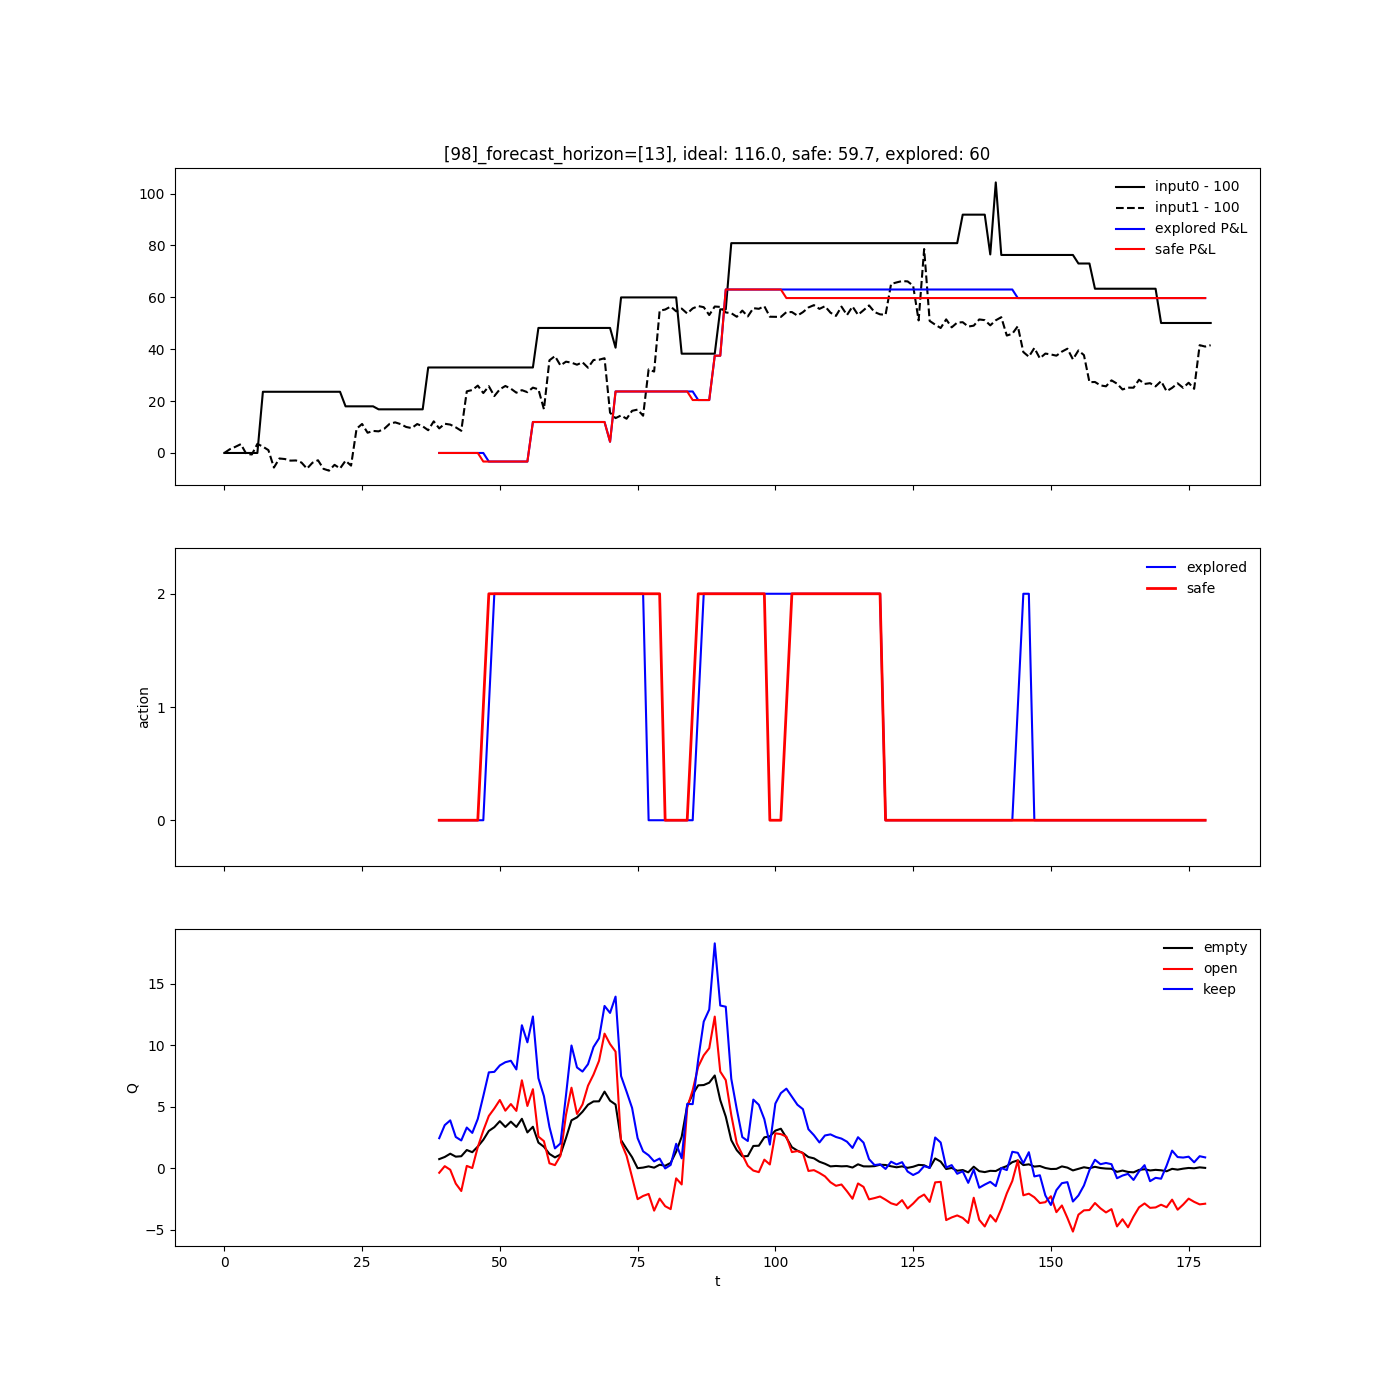 [98]_forecast_horizon=[13], ideal: 116.0, safe: 59.7, explored: 60
100
80
60
40
20
0
input0 - 100
input1 - 100
explored P&L
safe P&L
action
2
1
0
explored
safe
Q
15
10
5
0
−5
empty
open
keep
0 25 50 75 100 125 150 175
t